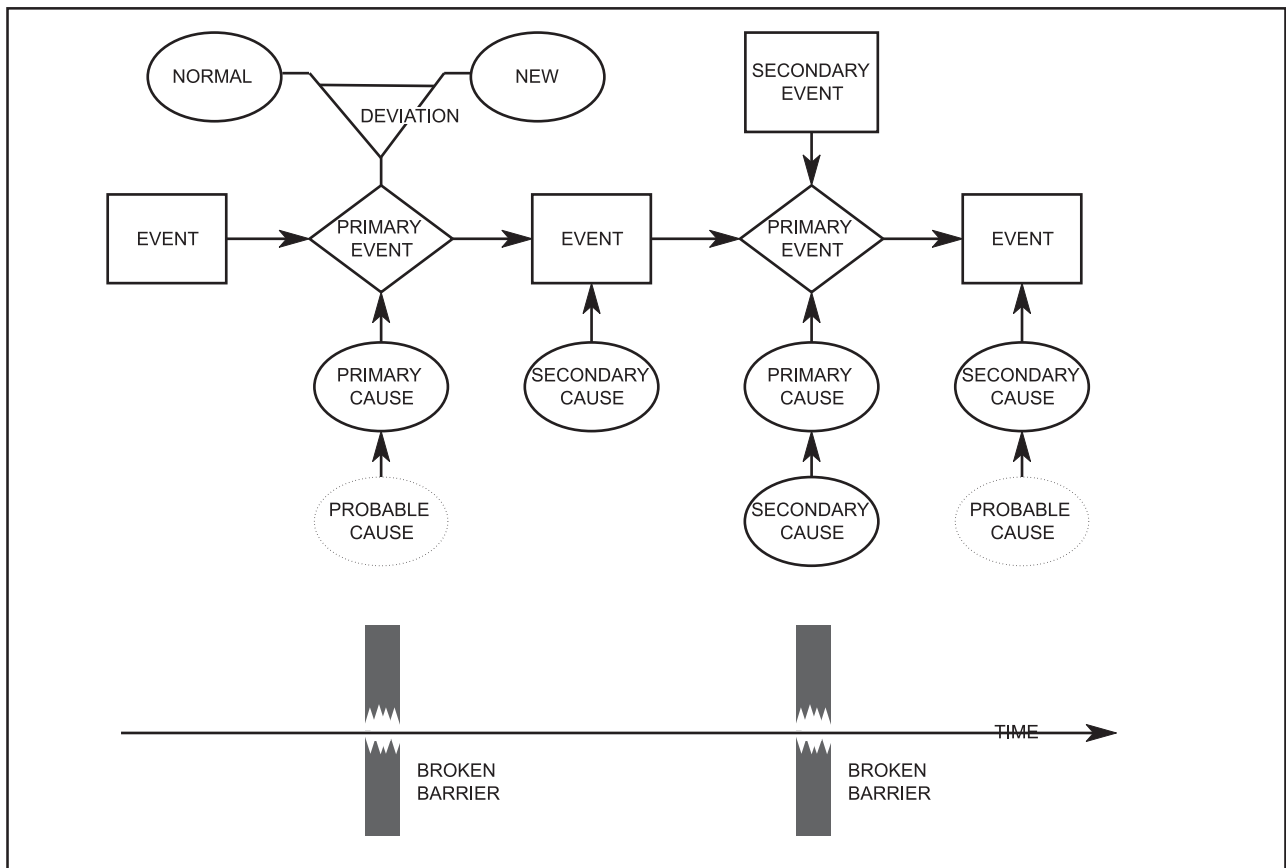 NORMAL
NEW
DEVIATION
SECONDARY
EVENT
EVENT
PRIMARY
EVENT
EVENT
PRIMARY
EVENT
EVENT
PRIMARY
CAUSE
SECONDARY
CAUSE
PRIMARY
CAUSE
SECONDARY
CAUSE
PROBABLE
CAUSE
SECONDARY
CAUSE
PROBABLE
CAUSE
TIME
BROKEN
BARRIER
BROKEN
BARRIER